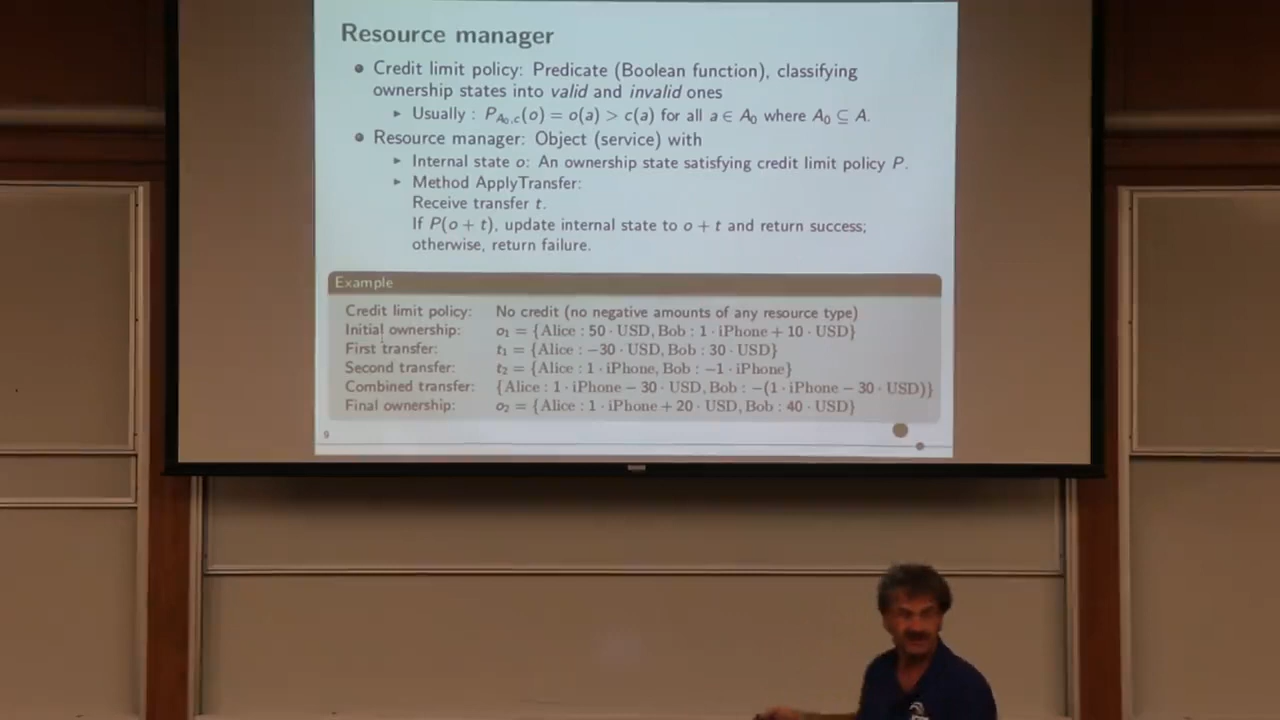 Resource manager
• Credit limit policy: Predicate (Boolean function), classifying
ownership states into valid and invalid ones
▸ Usually : P_{A₀,c}(o) = o(a) > c(a) for all a ∈ A₀ where A₀ ⊆ A.
• Resource manager: Object (service) with
▸ Internal state o: An ownership state satisfying credit limit policy P.
▸ Method ApplyTransfer:
Receive transfer t.
If P(o + t), update internal state to o + t and return success;
otherwise, return failure.
Example
Credit limit policy: No credit (no negative amounts of any resource type)
Initial ownership: o₁ = {Alice : 50 · USD, Bob : 1 · iPhone + 10 · USD}
First transfer: t₁ = {Alice : −30 · USD, Bob : 30 · USD}
Second transfer: t₂ = {Alice : 1 · iPhone, Bob : −1 · iPhone}
Combined transfer: {Alice : 1 · iPhone − 30 · USD, Bob : −(1 · iPhone − 30 · USD)}
Final ownership: o₂ = {Alice : 1 · iPhone + 20 · USD, Bob : 40 · USD}
9